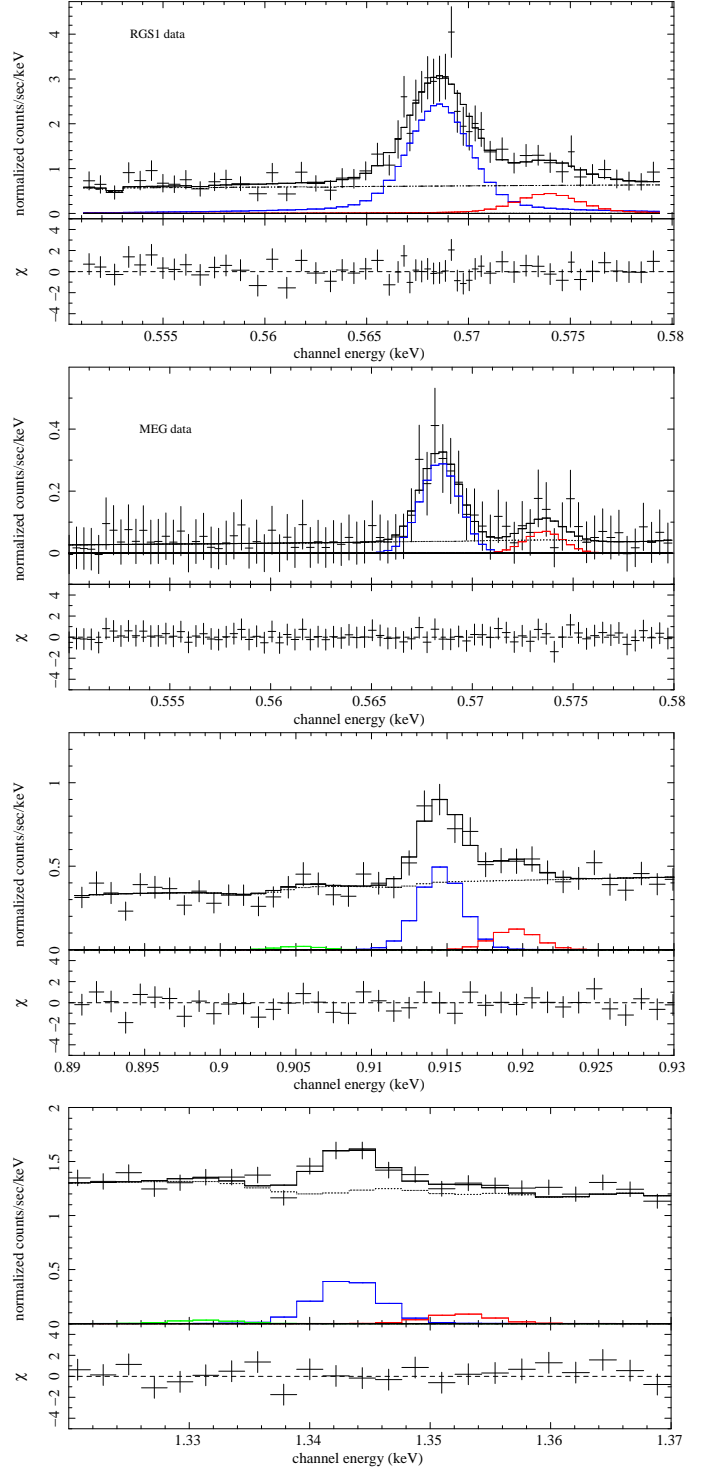 RGS1 data
normalized counts/sec/keV
0 1 2 3 4
χ
−4 −2 0 2 4
0.555 0.56 0.565 0.57 0.575 0.58
channel energy (keV)
MEG data
normalized counts/sec/keV
0 0.2 0.4
χ
−4 −2 0 2 4
0.555 0.56 0.565 0.57 0.575 0.58
channel energy (keV)
normalized counts/sec/keV
0 0.5 1
χ
−4 −2 0 2 4
0.89 0.895 0.9 0.905 0.91 0.915 0.92 0.925 0.93
channel energy (keV)
normalized counts/sec/keV
0 0.5 1 1.5 2
χ
−4 −2 0 2 4
1.33 1.34 1.35 1.36 1.37
channel energy (keV)